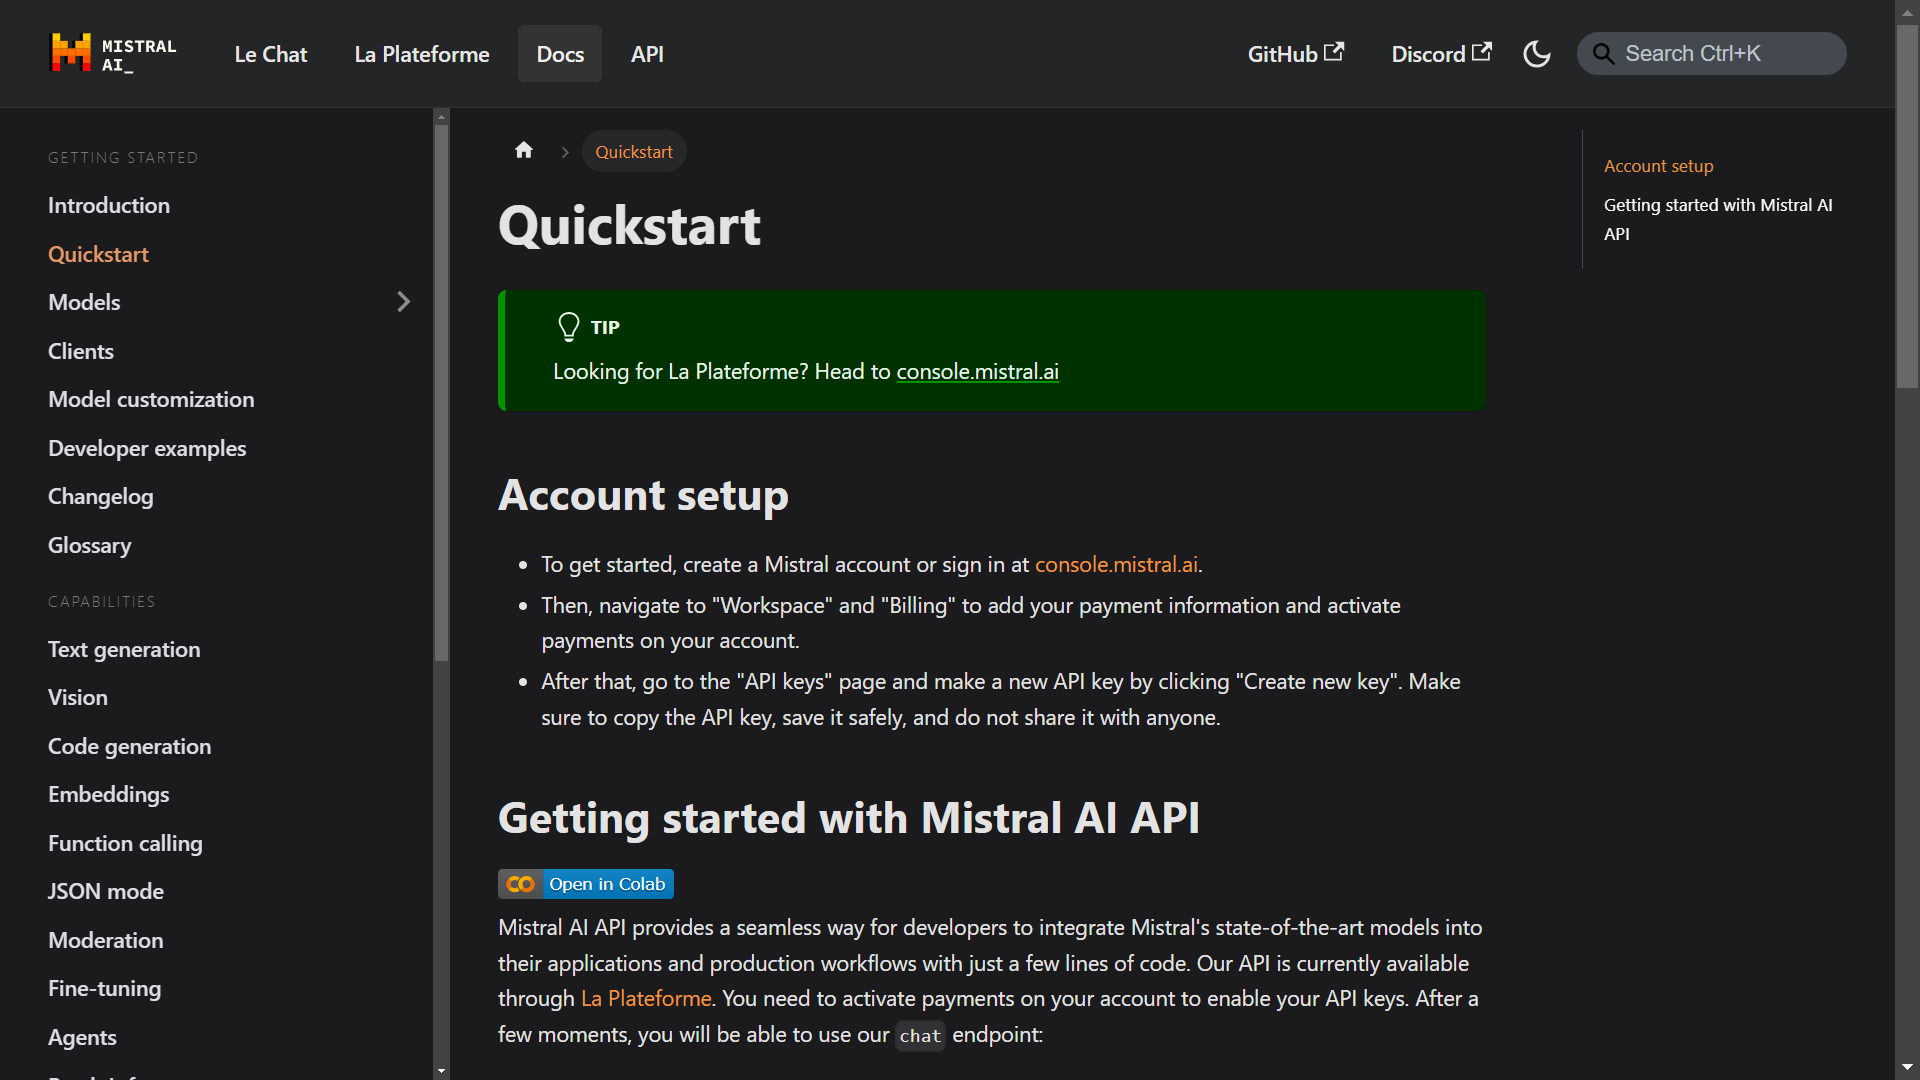 MISTRAL
AI_
Le Chat
La Plateforme
Docs
API
GitHub
Discord
Search Ctrl+K
GETTING STARTED
Introduction
Quickstart
Models
Clients
Model customization
Developer examples
Changelog
Glossary
CAPABILITIES
Text generation
Vision
Code generation
Embeddings
Function calling
JSON mode
Moderation
Fine-tuning
Agents
Quickstart
Quickstart
TIP
Looking for La Plateforme? Head to console.mistral.ai
Account setup
To get started, create a Mistral account or sign in at console.mistral.ai.
Then, navigate to "Workspace" and "Billing" to add your payment information and activate
payments on your account.
After that, go to the "API keys" page and make a new API key by clicking "Create new key". Make
sure to copy the API key, save it safely, and do not share it with anyone.
Getting started with Mistral AI API
Open in Colab
Mistral AI API provides a seamless way for developers to integrate Mistral's state-of-the-art models into
their applications and production workflows with just a few lines of code. Our API is currently available
through La Plateforme. You need to activate payments on your account to enable your API keys. After a
few moments, you will be able to use our chat endpoint:
Account setup
Getting started with Mistral AI
API